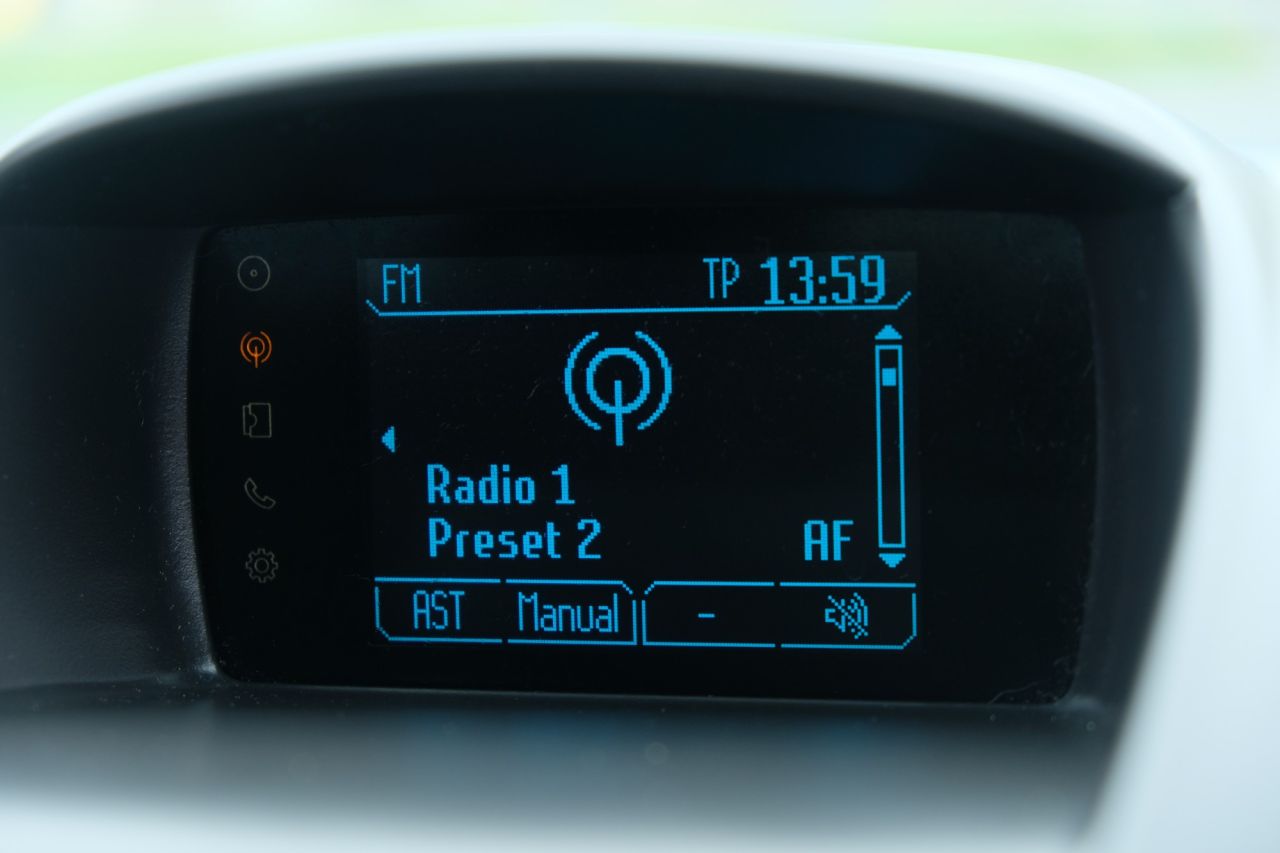 FM TP 13:59
Radio 1
Preset 2 AF
AST Manual -